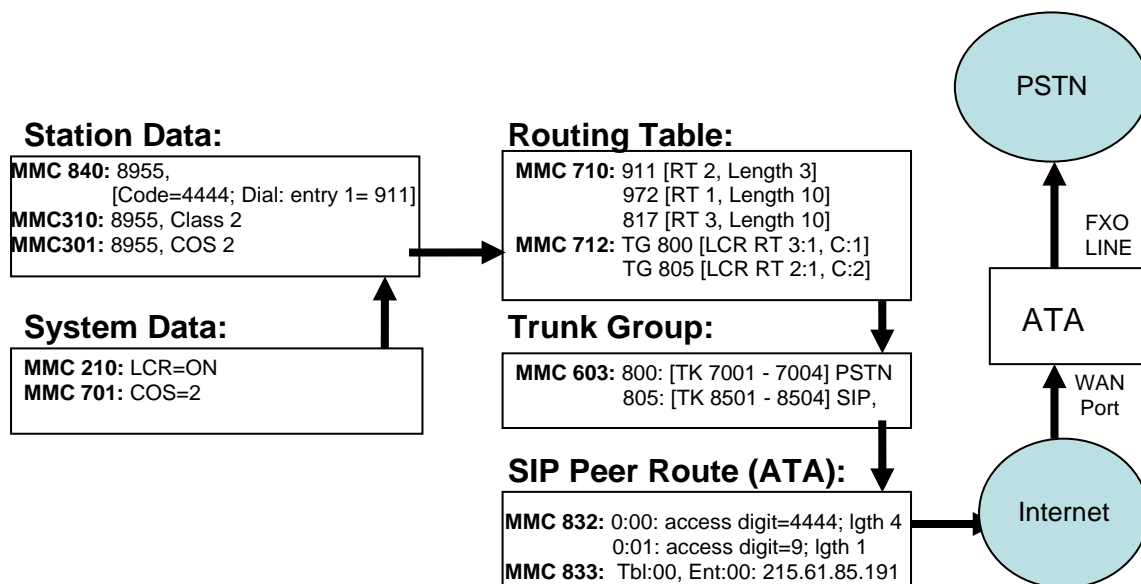 Station Data:
MMC 840: 8955,
[Code=4444; Dial: entry 1= 911]
MMC310: 8955, Class 2
MMC301: 8955, COS 2
System Data:
MMC 210: LCR=ON
MMC 701: COS=2
Routing Table:
MMC 710: 911 [RT 2, Length 3]
972 [RT 1, Length 10]
817 [RT 3, Length 10]
MMC 712: TG 800 [LCR RT 3:1, C:1]
TG 805 [LCR RT 2:1, C:2]
Trunk Group:
MMC 603: 800: [TK 7001 - 7004] PSTN
805: [TK 8501 - 8504] SIP,
SIP Peer Route (ATA):
MMC 832: 0:00: access digit=4444; lgth 4
0:01: access digit=9; lgth 1
MMC 833: Tbl:00, Ent:00: 215.61.85.191
PSTN
FXO
LINE
ATA
WAN
Port
Internet